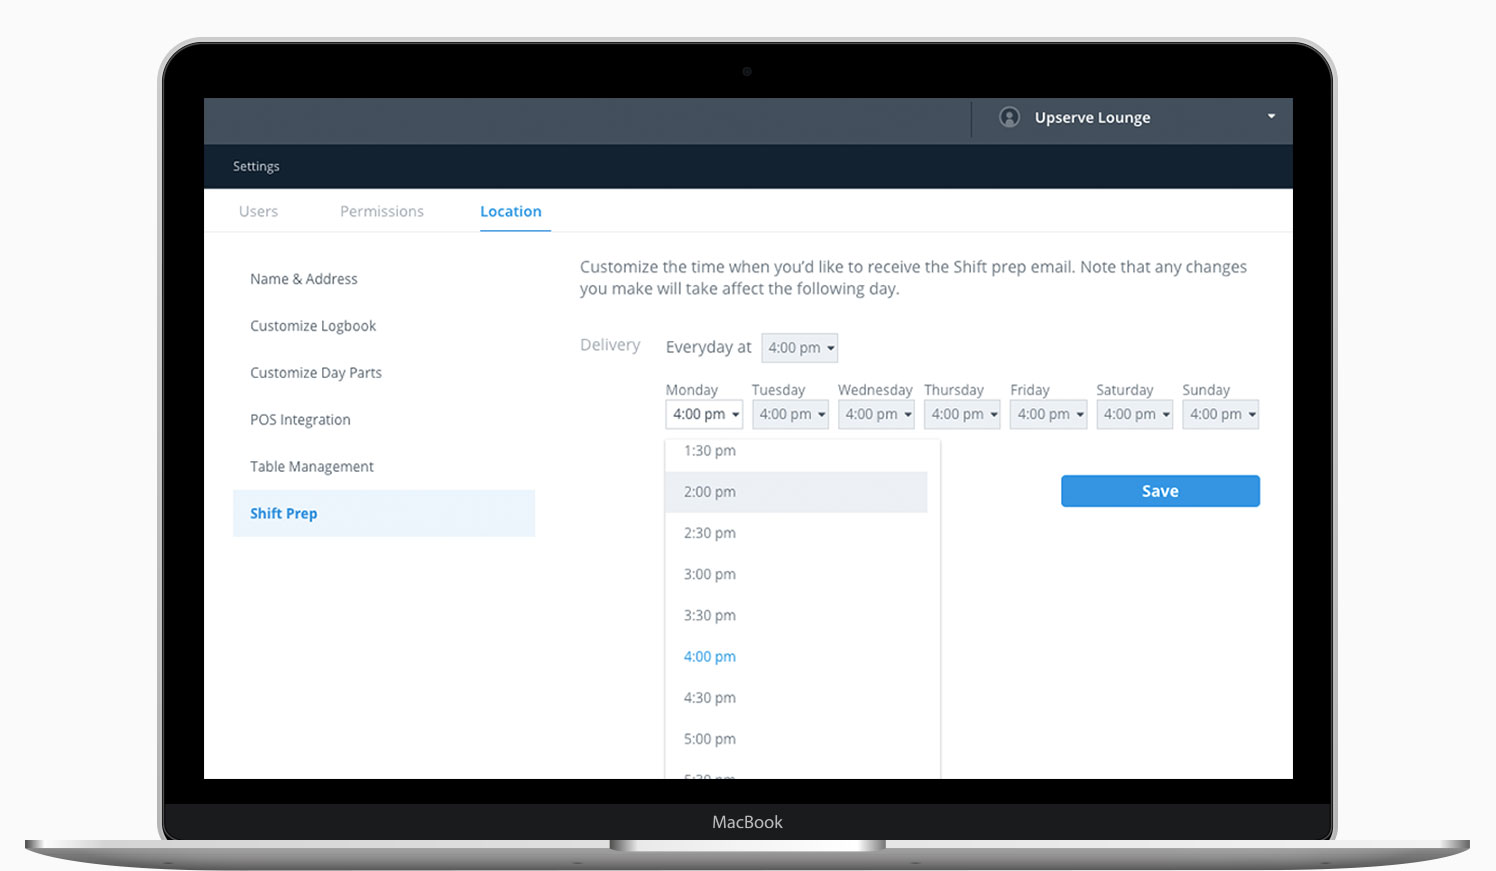 Upserve Lounge
Settings
Users Permissions Location
Name & Address
Customize Logbook
Customize Day Parts
POS Integration
Table Management
Shift Prep
Customize the time when you'd like to receive the Shift prep email. Note that any changes
you make will take affect the following day.
Delivery Everyday at 4:00 pm
Monday Tuesday Wednesday Thursday Friday Saturday Sunday
4:00 pm 4:00 pm 4:00 pm 4:00 pm 4:00 pm 4:00 pm 4:00 pm
1:30 pm
2:00 pm
2:30 pm
3:00 pm
3:30 pm
4:00 pm
4:30 pm
5:00 pm
5:30 pm
Save
MacBook